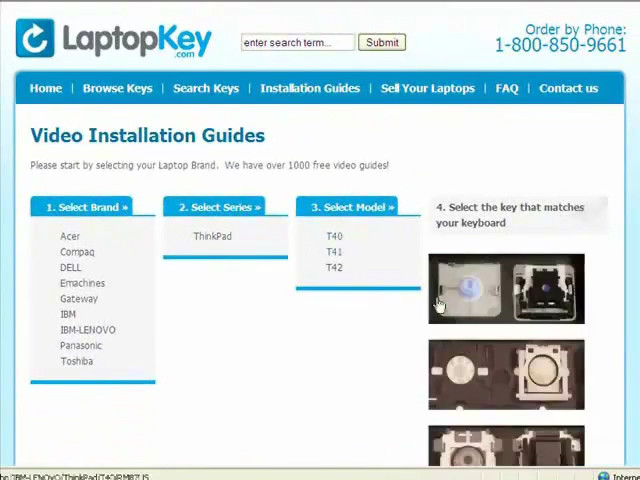 LaptopKey
.com
enter search term...
Submit
Order by Phone:
1-800-850-9661
Home | Browse Keys | Search Keys | Installation Guides | Sell Your Laptops | FAQ | Contact us
Video Installation Guides
Please start by selecting your Laptop Brand. We have over 1000 free video guides!
1. Select Brand »
2. Select Series »
3. Select Model »
4. Select the key that matches
your keyboard
Acer
Compaq
DELL
Emachines
Gateway
IBM
IBM-LENOVO
Panasonic
Toshiba
ThinkPad
T40
T41
T42
Interne